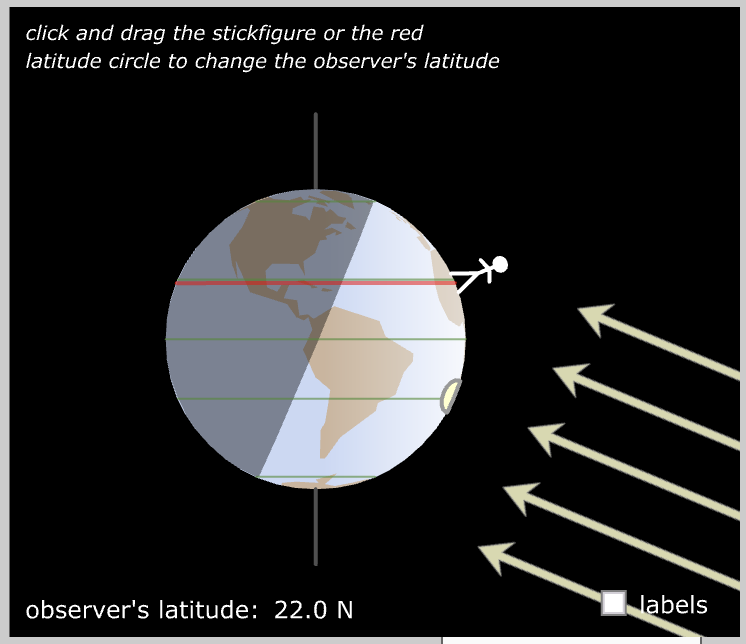 click and drag the stickfigure or the red
latitude circle to change the observer's latitude
observer's latitude: 22.0 N
labels